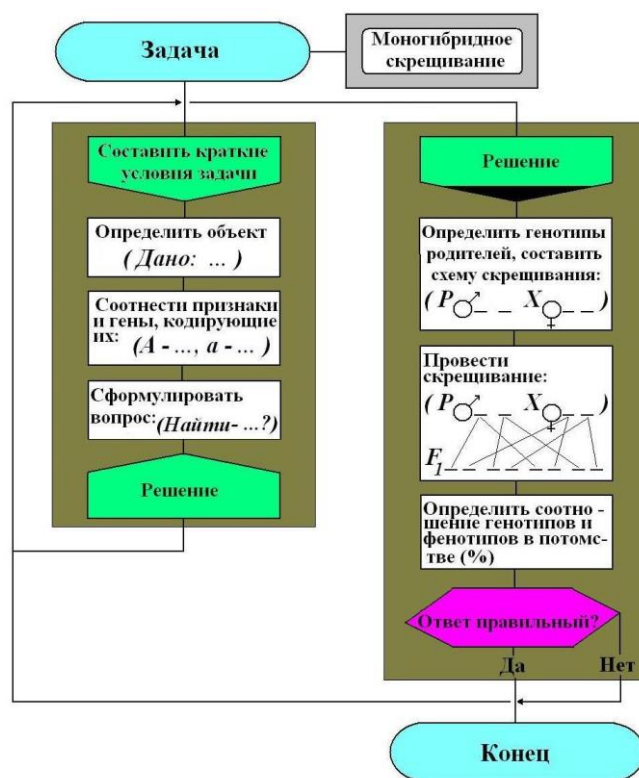 Задача
Моногибридное
скрещивание
Составить краткие
условия задачи
Определить объект
( Дано: ... )
Соотнести признаки
и гены, кодирующие
их:
(А - ..., а - ... )
Сформулировать
вопрос:
(Найти- ...?)
Решение
Решение
Определить генотипы
родителей, составить
схему скрещивания:
( P♂_ _ X♀_ _ )
Провести
скрещивание:
( P♂_ _ X♀_ _ )
F1_ _ _ _ _ _ _ _
Определить соотно -
шение генотипов и
фенотипов в потомс-
тве (%)
Ответ правильный?
Да
Нет
Конец